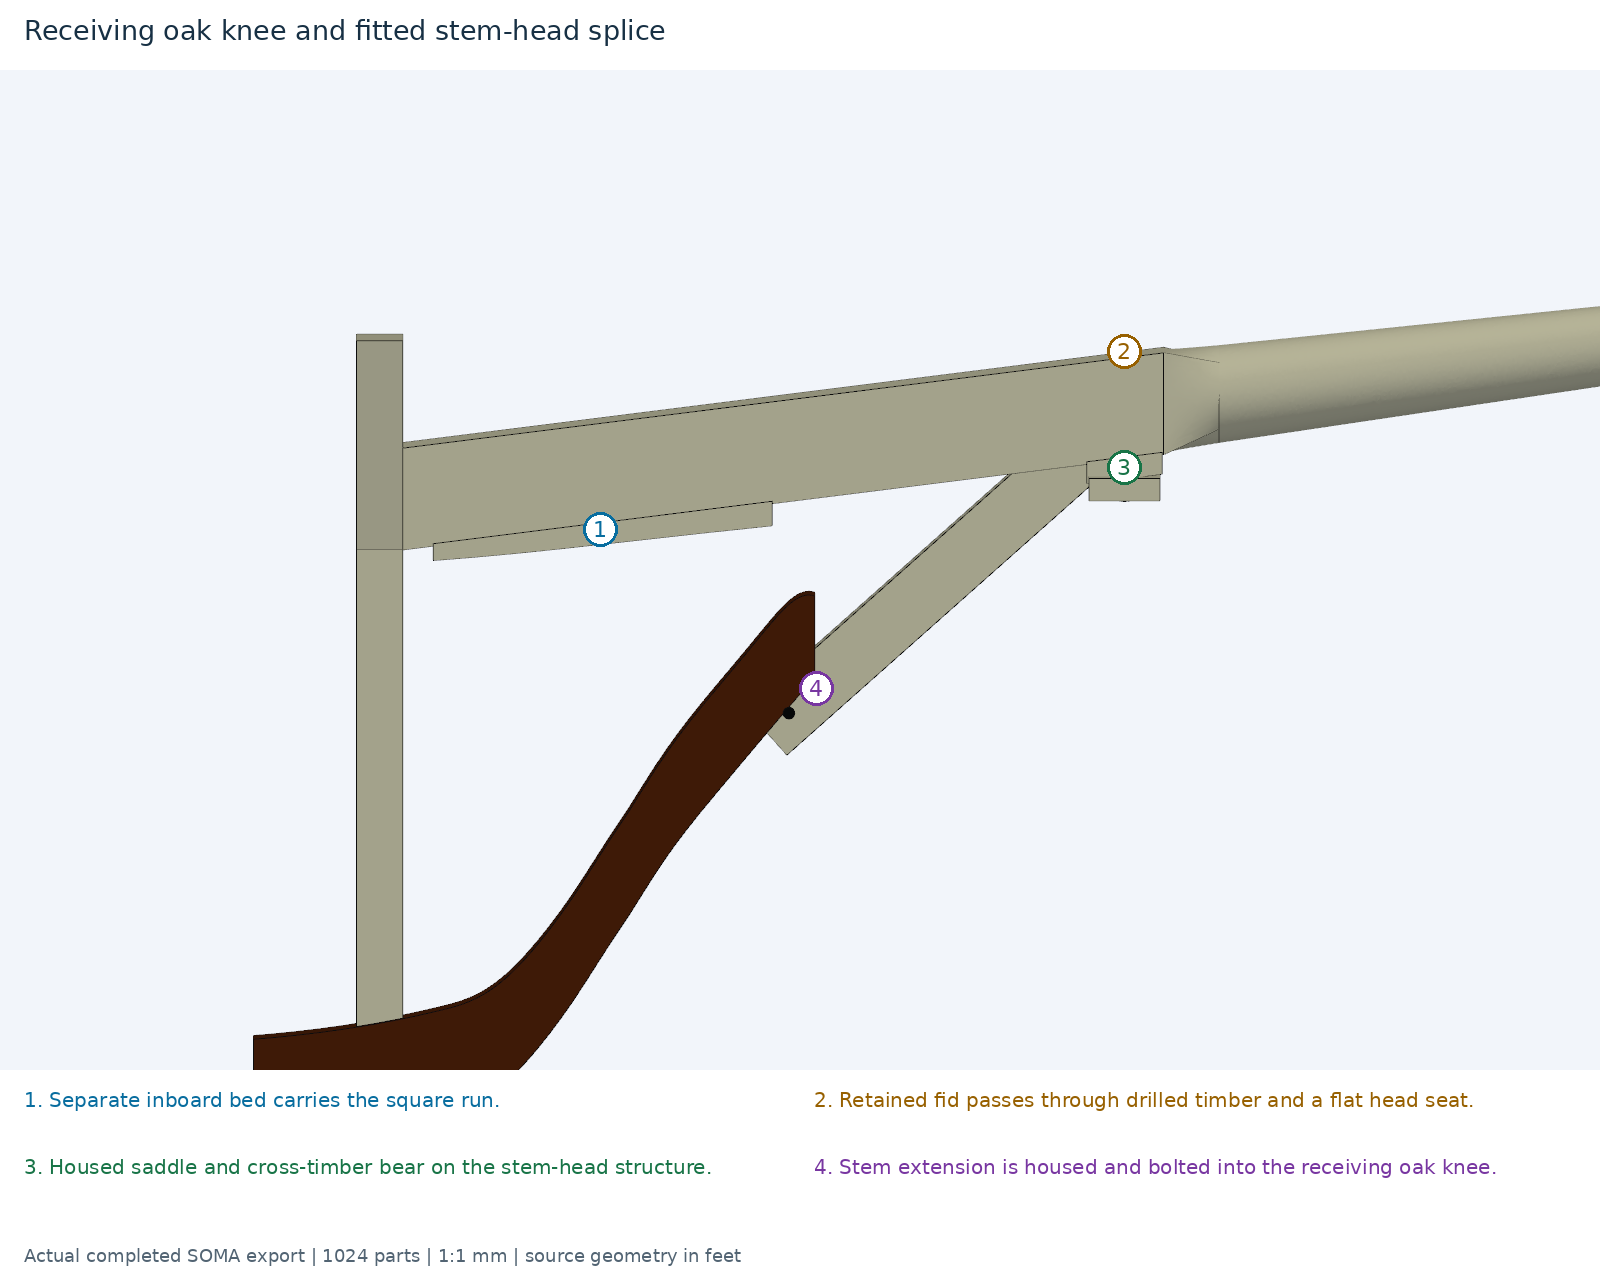 Receiving oak knee and fitted stem-head splice
2
3
1
4
1. Separate inboard bed carries the square run.
2. Retained fid passes through drilled timber and a flat head seat.
3. Housed saddle and cross-timber bear on the stem-head structure.
4. Stem extension is housed and bolted into the receiving oak knee.
Actual completed SOMA export | 1024 parts | 1:1 mm | source geometry in feet